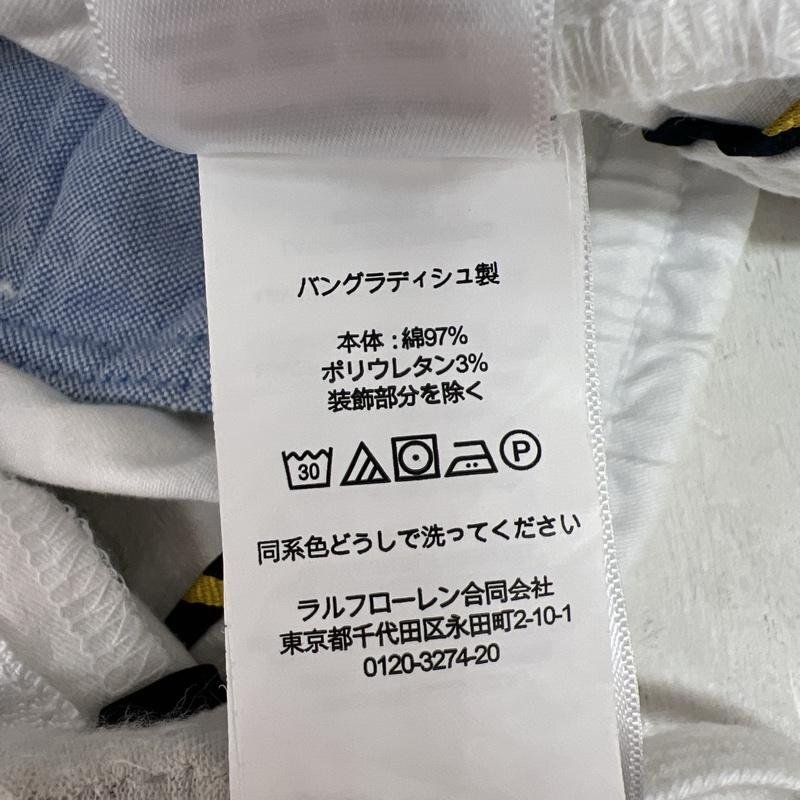 バングラディシュ製
本体 : 綿97%
ポリウレタン3%
装飾部分を除く
30 P
同系色どうしで洗ってください
ラルフローレン合同会社
東京都千代田区永田町2-10-1
0120-3274-20